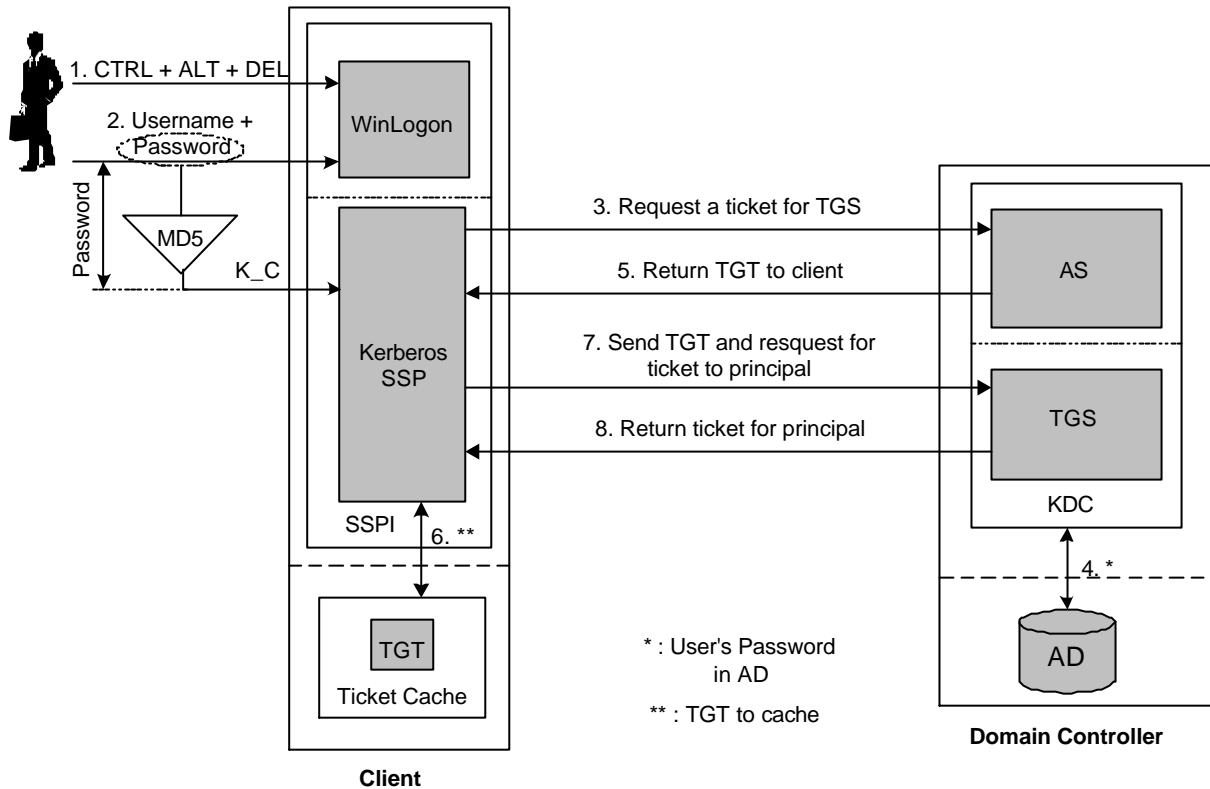 1. CTRL + ALT + DEL
2. Username +
Password
Password
MD5
K_C
WinLogon
Kerberos
SSP
SSPI
6. **
TGT
Ticket Cache
Client
3. Request a ticket for TGS
5. Return TGT to client
7. Send TGT and resquest for
ticket to principal
8. Return ticket for principal
AS
TGS
KDC
4. *
AD
Domain Controller
* : User's Password
in AD
** : TGT to cache